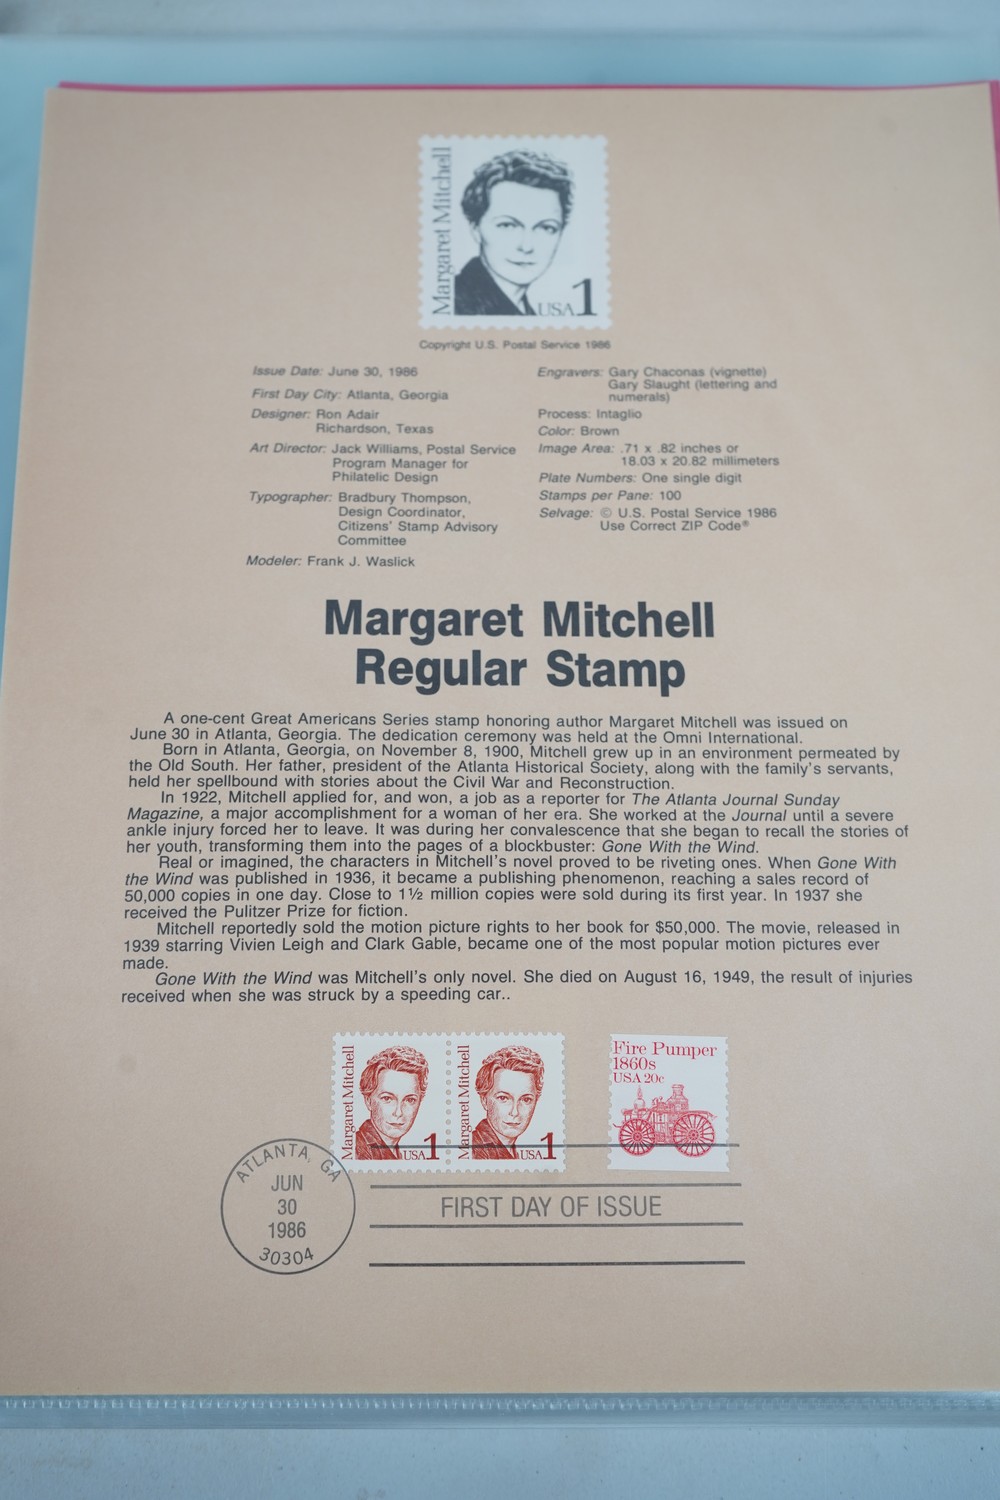 Margaret Mitchell
USA 1
Copyright U.S. Postal Service 1986
Issue Date: June 30, 1986
First Day City: Atlanta, Georgia
Designer: Ron Adair
Richardson, Texas
Art Director: Jack Williams, Postal Service
Program Manager for
Philatelic Design
Typographer: Bradbury Thompson,
Design Coordinator,
Citizens' Stamp Advisory
Committee
Modeler: Frank J. Waslick
Engravers: Gary Chaconas (vignette)
Gary Slaught (lettering and
numerals)
Process: Intaglio
Color: Brown
Image Area: .71 x .82 inches or
18.03 x 20.82 millimeters
Plate Numbers: One single digit
Stamps per Pane: 100
Selvage: © U.S. Postal Service 1986
Use Correct ZIP Code®
Margaret Mitchell
Regular Stamp
A one-cent Great Americans Series stamp honoring author Margaret Mitchell was issued on
June 30 in Atlanta, Georgia. The dedication ceremony was held at the Omni International.
Born in Atlanta, Georgia, on November 8, 1900, Mitchell grew up in an environment permeated by
the Old South. Her father, president of the Atlanta Historical Society, along with the family's servants,
held her spellbound with stories about the Civil War and Reconstruction.
In 1922, Mitchell applied for, and won, a job as a reporter for The Atlanta Journal Sunday
Magazine, a major accomplishment for a woman of her era. She worked at the Journal until a severe
ankle injury forced her to leave. It was during her convalescence that she began to recall the stories of
her youth, transforming them into the pages of a blockbuster: Gone With the Wind.
Real or imagined, the characters in Mitchell's novel proved to be riveting ones. When Gone With
the Wind was published in 1936, it became a publishing phenomenon, reaching a sales record of
50,000 copies in one day. Close to 1½ million copies were sold during its first year. In 1937 she
received the Pulitzer Prize for fiction.
Mitchell reportedly sold the motion picture rights to her book for $50,000. The movie, released in
1939 starring Vivien Leigh and Clark Gable, became one of the most popular motion pictures ever
made.
Gone With the Wind was Mitchell's only novel. She died on August 16, 1949, the result of injuries
received when she was struck by a speeding car..
Margaret Mitchell
USA 1
Margaret Mitchell
USA 1
Fire Pumper
1860s
USA 20c
ATLANTA, GA
JUN
30
1986
30304
FIRST DAY OF ISSUE